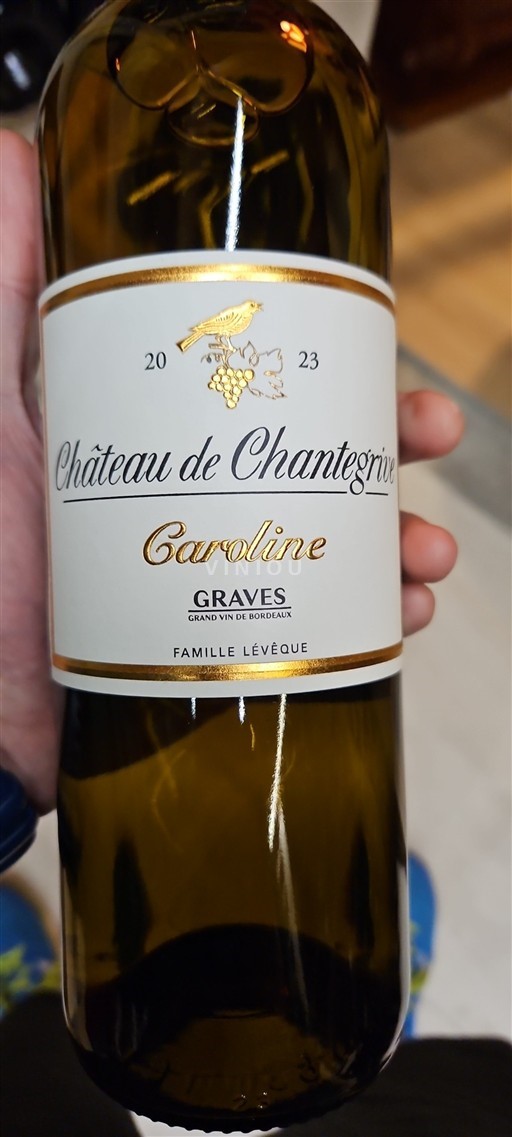 20 23
Château de Chantegrive
Caroline
VINIOU
GRAVES
GRAND VIN DE BORDEAUX
FAMILLE LÉVÊQUE